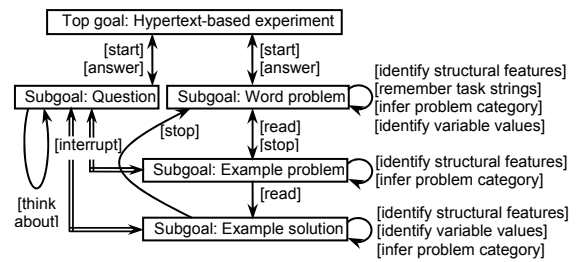 Top goal: Hypertext-based experiment
[start]
[answer]
[start]
[answer]
Subgoal: Question
Subgoal: Word problem
[identify structural features]
[remember task strings]
[infer problem category]
[identify variable values]
[stop]
[interrupt]
[read]
[stop]
Subgoal: Example problem
[identify structural features]
[infer problem category]
[think
about]
[read]
Subgoal: Example solution
[identify structural features]
[identify variable values]
[infer problem category]